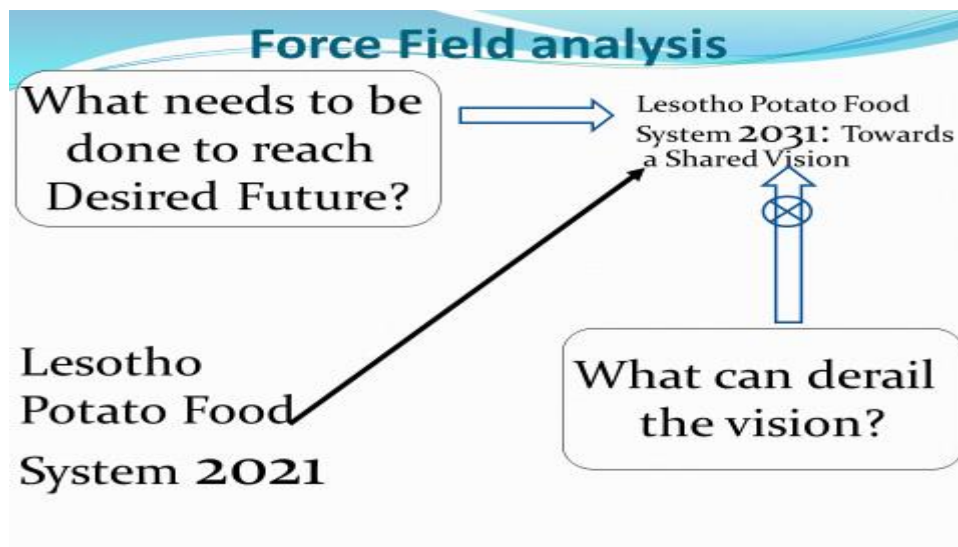 Force Field analysis
What needs to be
done to reach
Desired Future?
Lesotho Potato Food
System 2031: Towards
a Shared Vision
Lesotho
Potato Food
System 2021
What can derail
the vision?